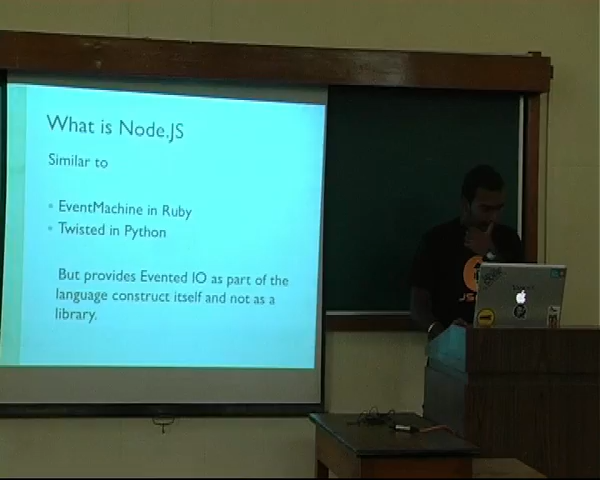 What is Node.JS
Similar to
EventMachine in Ruby
Twisted in Python
But provides Evented IO as part of the
language construct itself and not as a
library.
JS